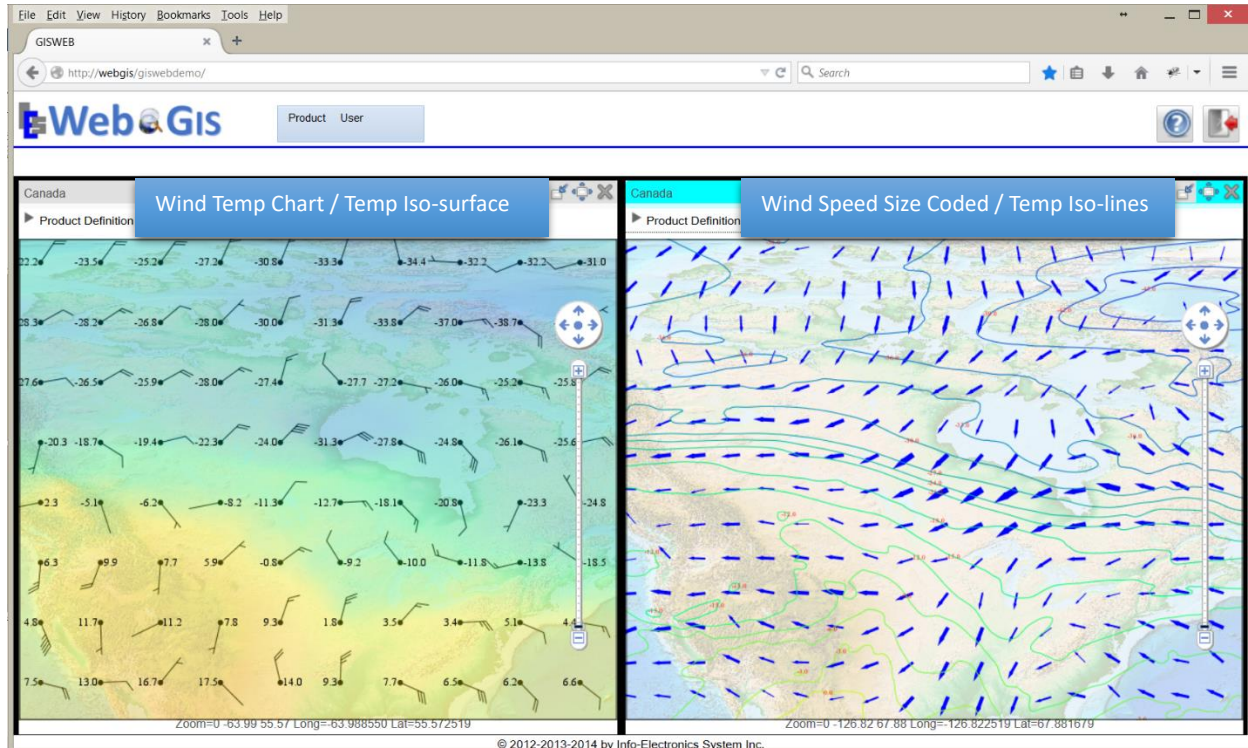 File Edit View History Bookmarks Tools Help
GISWEB
http://webgis/giswebdemo/
Search
Web GIS
Product User
Canada
Wind Temp Chart / Temp Iso-surface
Product Definition
-23.5 -25.2 -27.2 -30.8 -33.3 -34.4 -32.2 -32.2 -31.0
-28.2 -26.8 -28.0 -30.0 -31.3 -33.8 -37.0 -38.7
-26.5 -25.9 -28.0 -27.4 -27.7 -27.2 -26.0 -25.2 -25.8
-20.3 -18.7 -19.4 -22.3 -24.0 -31.3 -27.8 -24.8 -26.1 -25.6
-5.1 -6.2 -8.2 -11.3 -12.7 -18.1 -20.8 -23.3 -24.8
9.9 7.7 5.9 -0.8 -9.2 -10.0 -11.8 -13.8 -18.5
4.8 11.7 11.2 7.8 9.3 1.8 3.5 3.4 5.1
7.5 13.0 16.7 17.5 14.0 9.3 7.7 6.5 6.2 6.6
Zoom=0 -63.99 55.57 Long=-63.988550 Lat=55.572519
Canada
Wind Speed Size Coded / Temp Iso-lines
Product Definition
Zoom=0 -126.82 67.88 Long=-126.822519 Lat=67.881679
© 2012-2013-2014 by Info-Electronics System Inc.